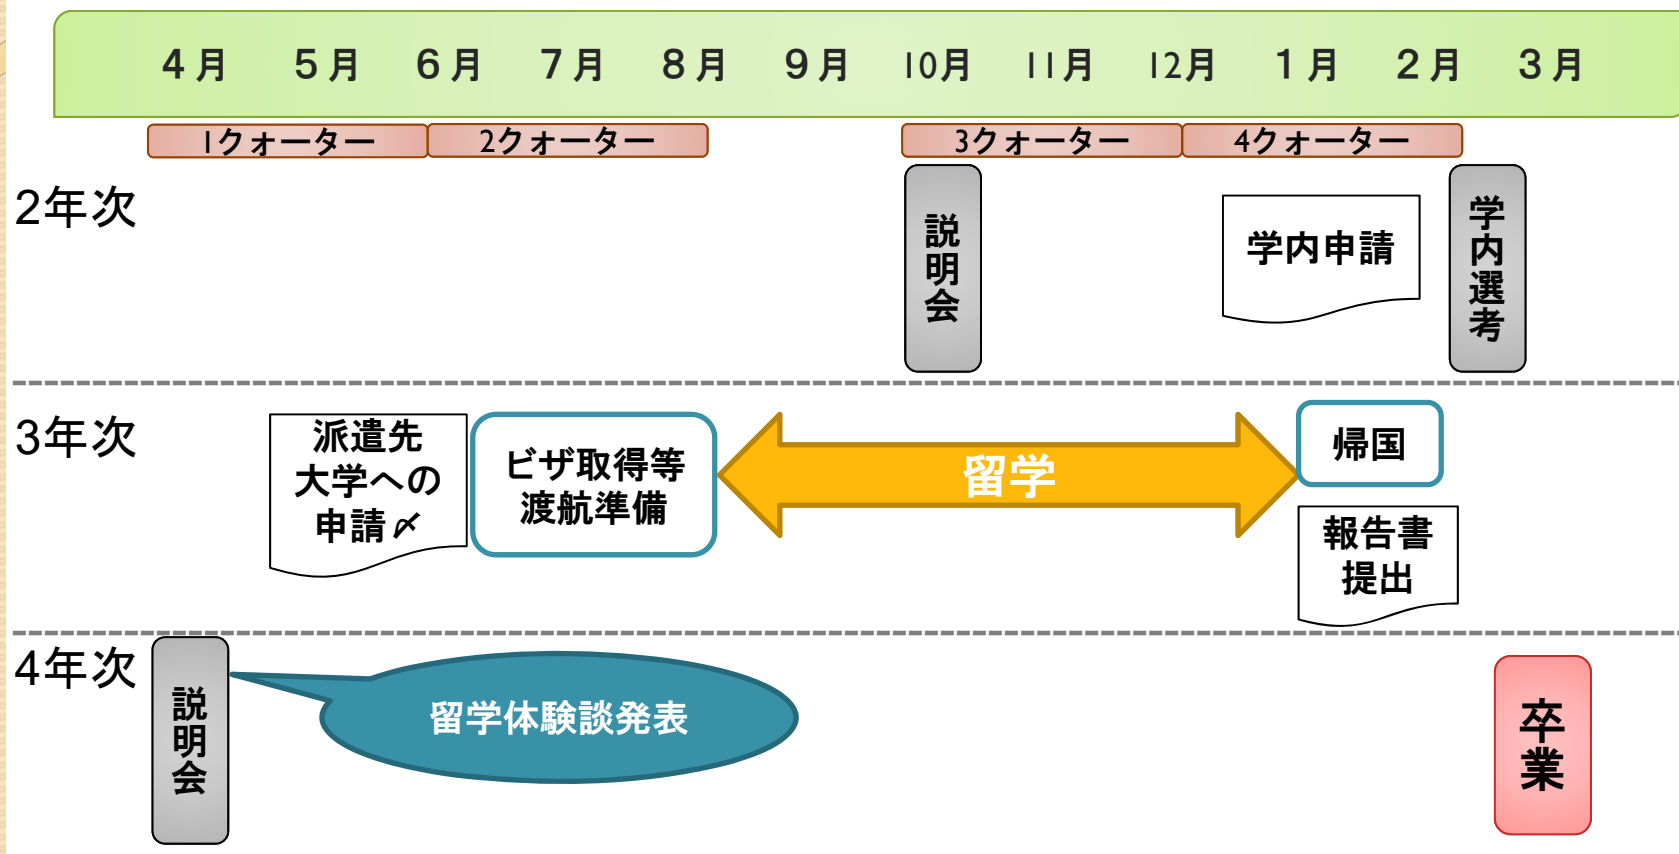 4月 5月 6月 7月 8月 9月 10月 11月 12月 1月 2月 3月
1クォーター 2クォーター 3クォーター 4クォーター
2年次
説明会
学内申請
学内選考
3年次
派遣先
大学への
申請〆
ビザ取得等
渡航準備
留学
帰国
報告書
提出
4年次
説明会
留学体験談発表
卒業